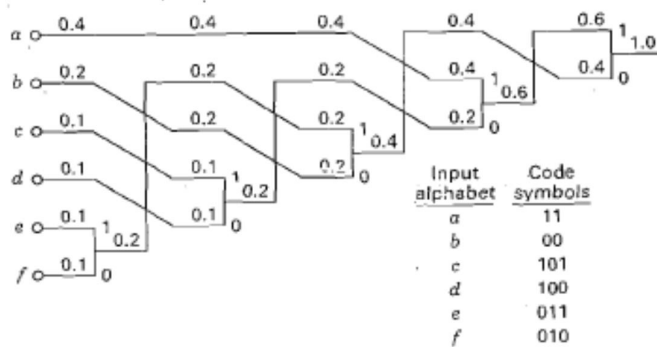 0.4 0.4 0.4 0.4 0.6 1
a 1.0
0.2 0.2 0.2 0.4 1 0.4 0
b 0.6
0.1 0.2 0.2 1 0.2 0
c 0.4
0.1 0.1 1 0.2 0
d 0.2
0.1 1 0.1 0
e 0.2
0.1 0
f
Input Code
alphabet symbols
a 11
b 00
c 101
d 100
e 011
f 010